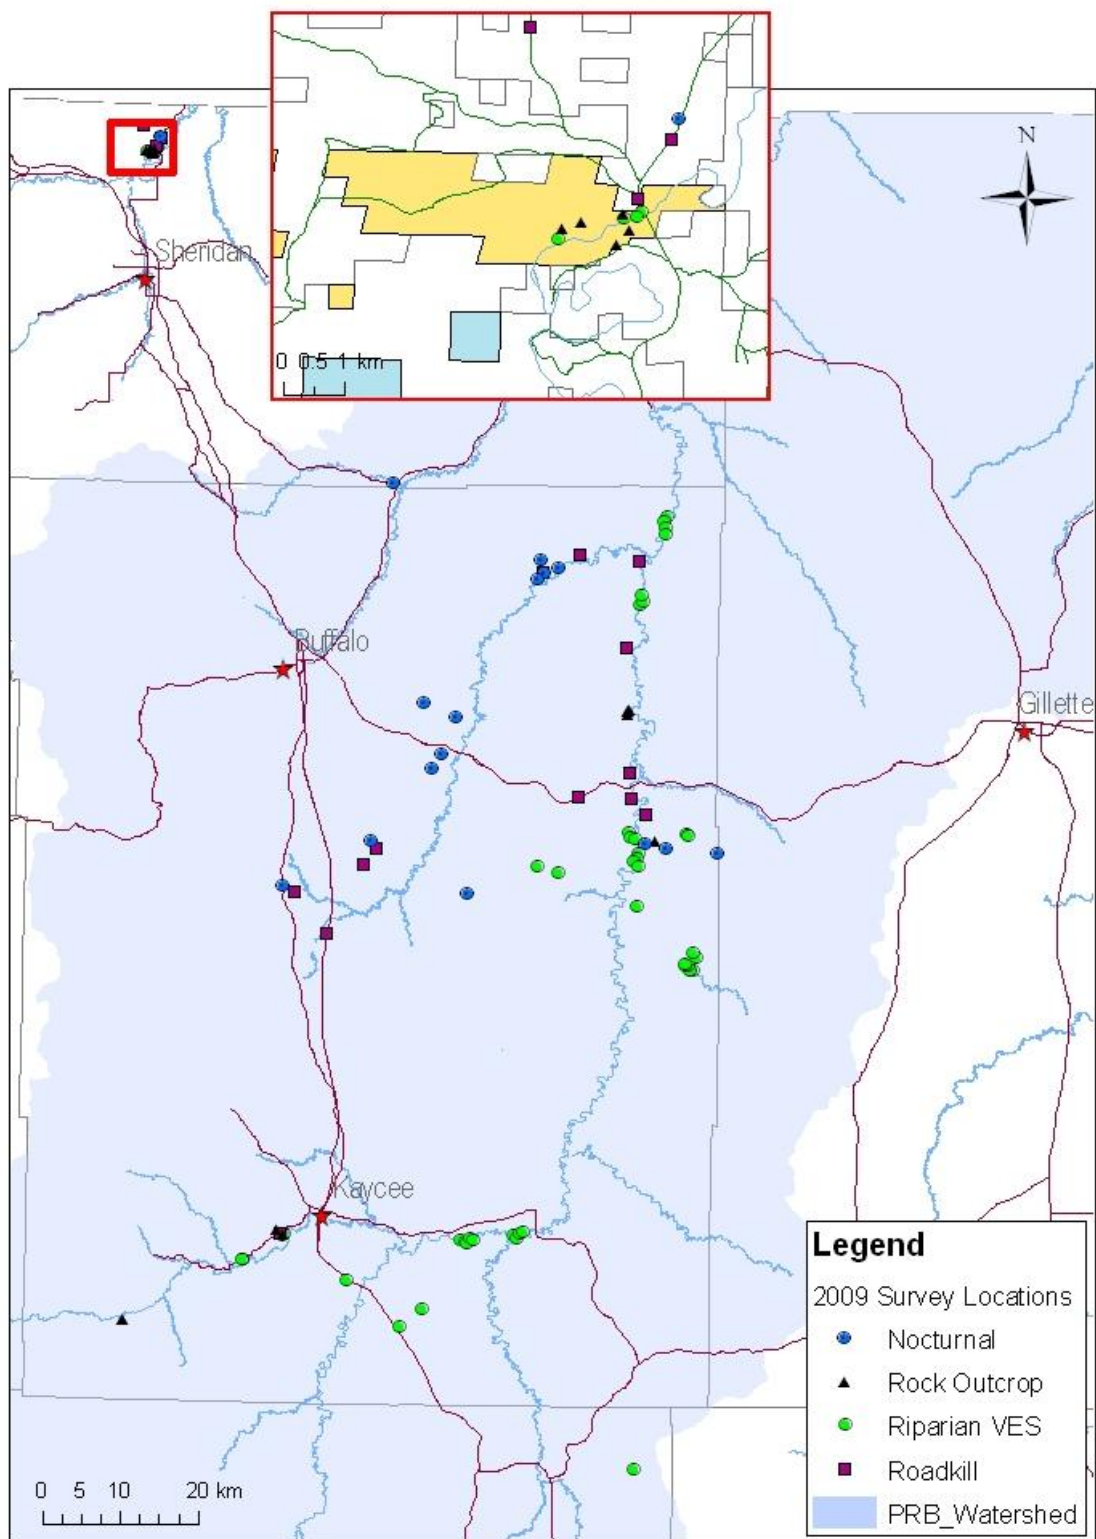 N
Sheridan
0 0.5 1 km
Buffalo
Gillette
Kaycee
Legend
2009 Survey Locations
Nocturnal
Rock Outcrop
Riparian VES
Roadkill
PRB_Watershed
0 5 10 20 km